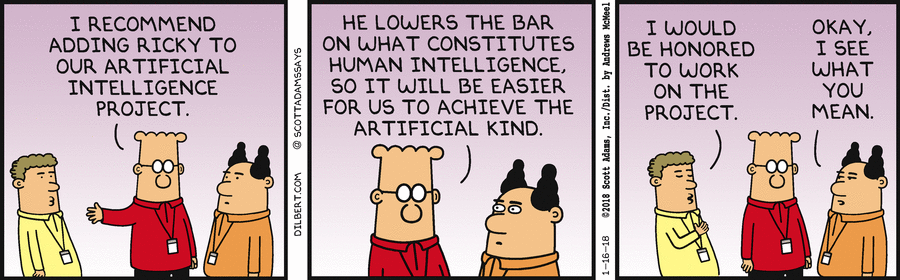 I RECOMMEND
ADDING RICKY TO
OUR ARTIFICIAL
INTELLIGENCE
PROJECT.
DILBERT.COM @SCOTTADAMSSAYS
HE LOWERS THE BAR
ON WHAT CONSTITUTES
HUMAN INTELLIGENCE,
SO IT WILL BE EASIER
FOR US TO ACHIEVE THE
ARTIFICIAL KIND.
1-16-18 ©2018 Scott Adams, Inc./Dist. by Andrews McMeel
I WOULD
BE HONORED
TO WORK
ON THE
PROJECT.
OKAY,
I SEE
WHAT
YOU
MEAN.